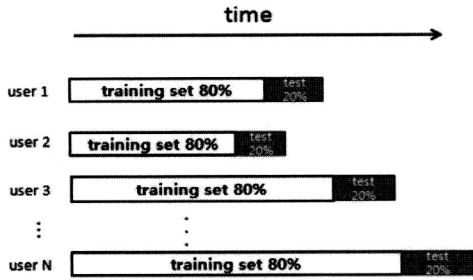 time
user 1
training set 80%
test
20%
user 2
training set 80%
test
20%
user 3
training set 80%
test
20%
user N
training set 80%
test
20%